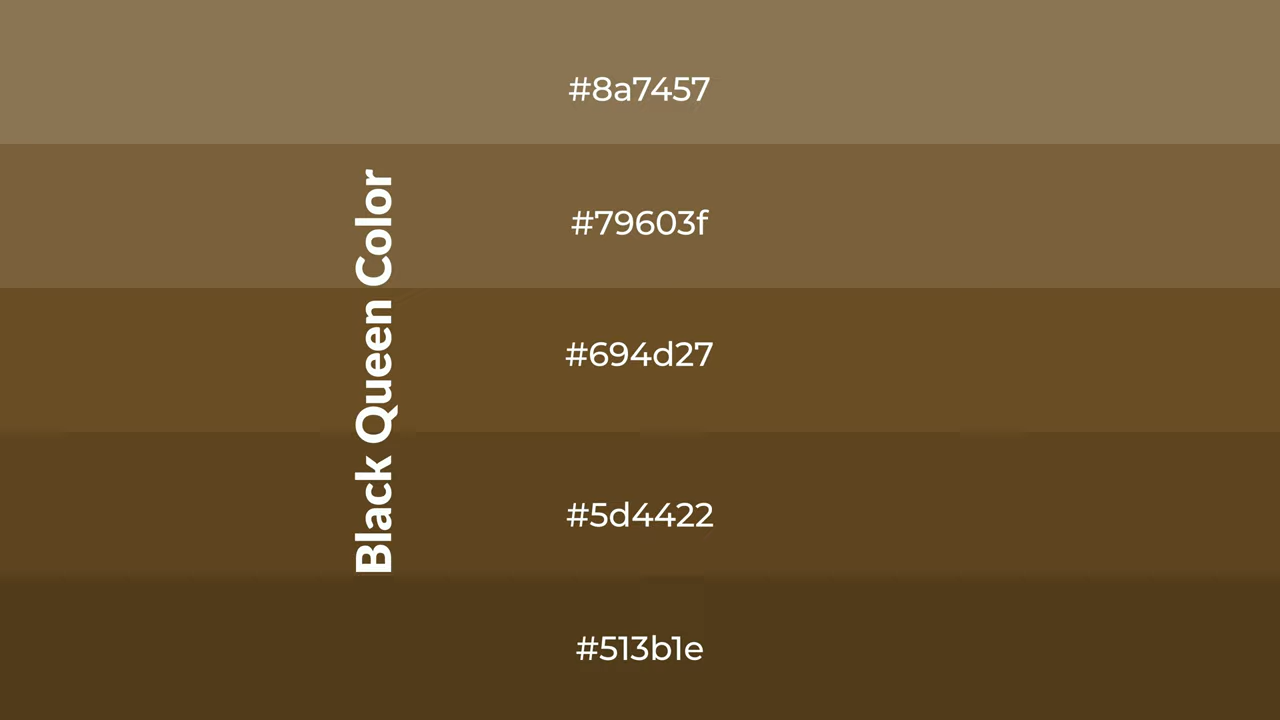 Black Queen Color
#8a7457
#79603f
#694d27
#5d4422
#513b1e